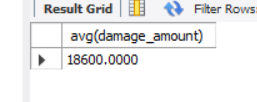 Result Grid Filter Rows:
avg(damage_amount)
18600.0000